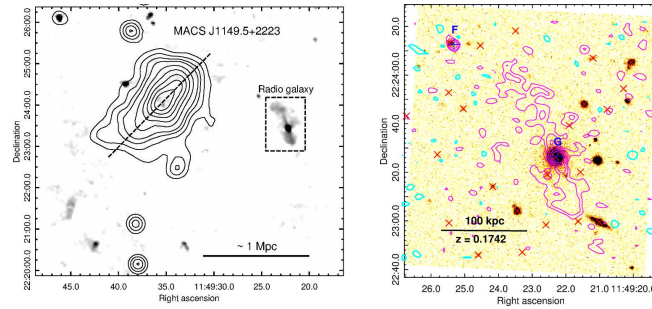 MACS J1149.5+2223
Radio galaxy
~ 1 Mpc
Declination
26:00.0
25:00.0
24:00.0
23:00.0
22:00.0
21:00.0
22:20:00.0
45.0
40.0
35.0
11:49:30.0
25.0
20.0
Right ascension
F
G
100 kpc
z = 0.1742
Declination
20.0
22:24:00.0
40.0
20.0
23:00.0
22:40.0
26.0
25.0
24.0
23.0
22.0
21.0
11:49:20.0
Right ascension